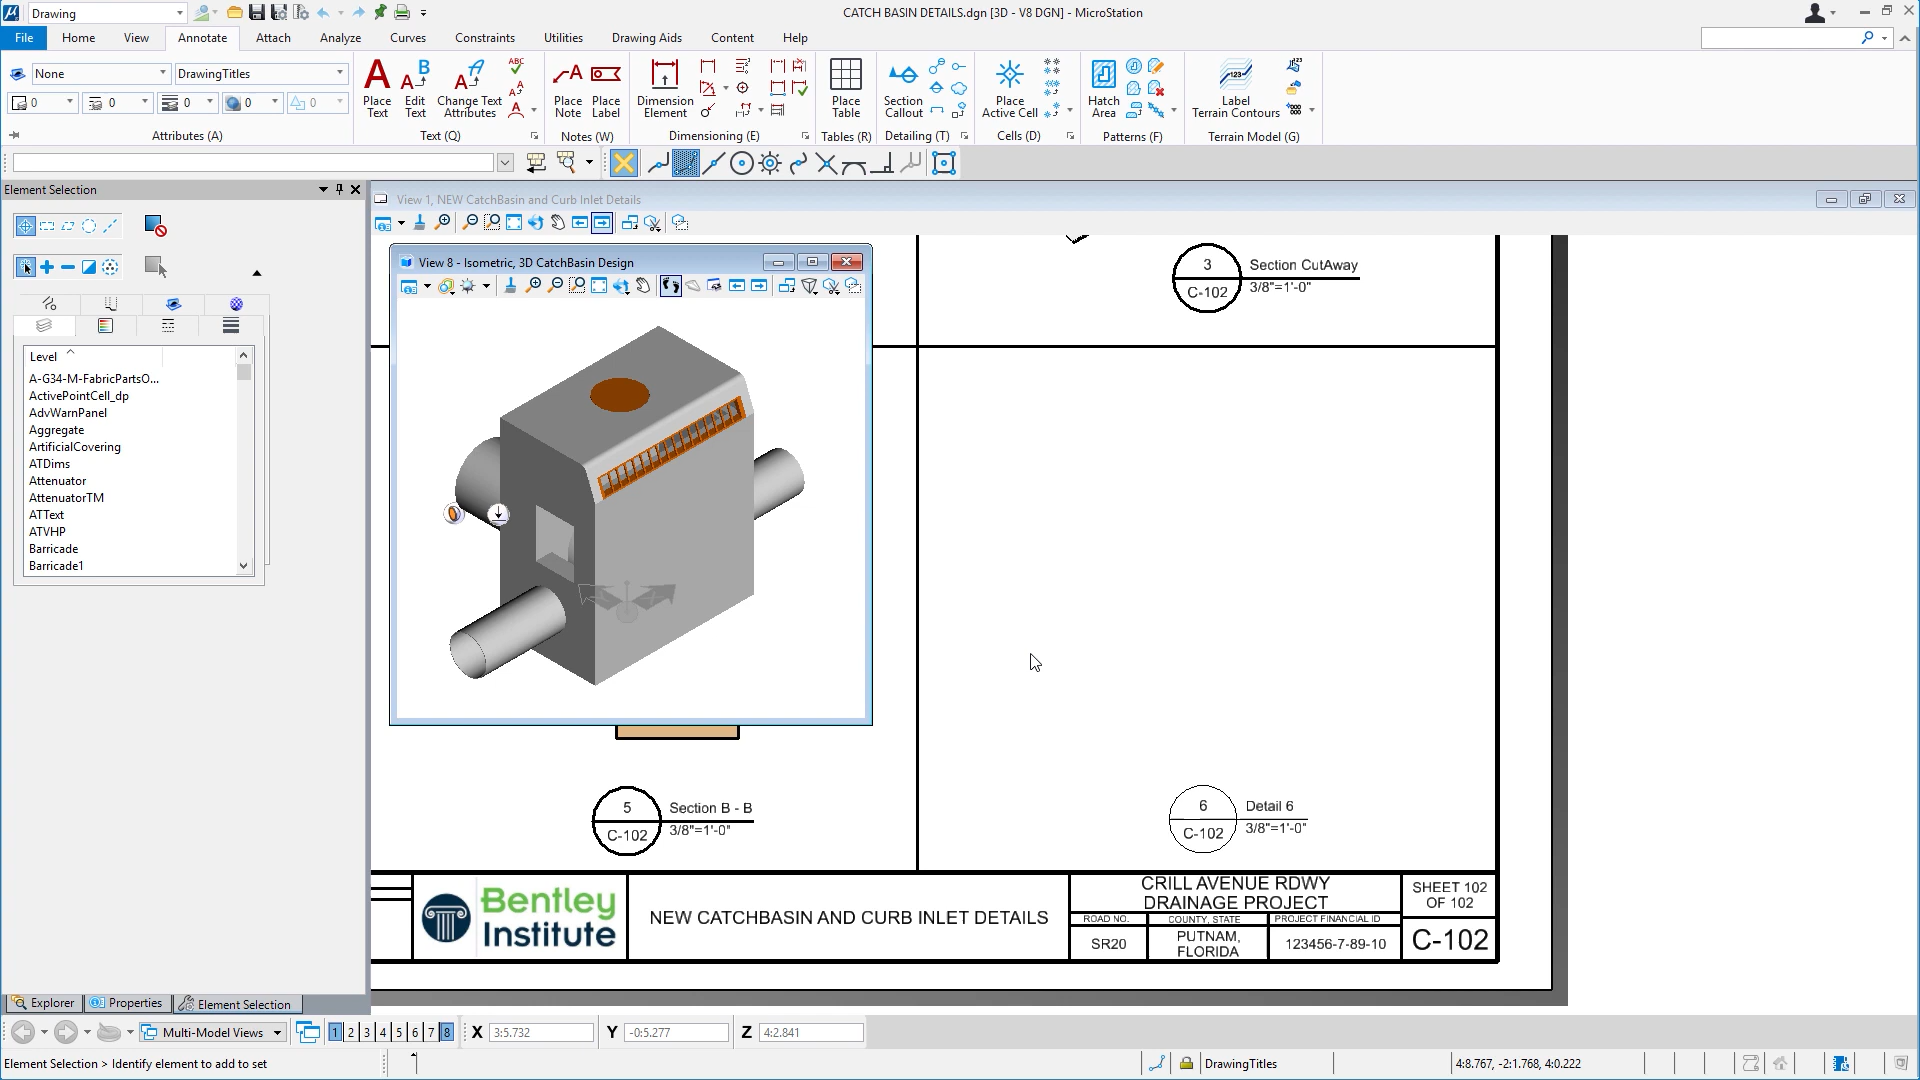 Drawing
CATCH BASIN DETAILS.dgn [3D - V8 DGN] - MicroStation
File
Home
View
Annotate
Attach
Analyze
Curves
Constraints
Utilities
Drawing Aids
Content
Help
None
DrawingTitles
0
0
0
0
0
Attributes (A)
Place Text
Edit Text
Change Text Attributes
ABC
Text (Q)
Place Note
Place Label
Notes (W)
Dimension Element
Dimensioning (E)
Place Table
Tables (R)
Section Callout
Detailing (T)
Place Active Cell
Cells (D)
Hatch Area
Patterns (F)
Label Terrain Contours
Terrain Model (G)
Element Selection
View 1, NEW CatchBasin and Curb Inlet Details
View 8 - Isometric, 3D CatchBasin Design
Level
A-G34-M-FabricPartsO...
ActivePointCell_dp
AdvWarnPanel
Aggregate
ArtificialCovering
ATDims
Attenuator
AttenuatorTM
ATText
ATVHP
Barricade
Barricade1
3
C-102
Section CutAway
3/8"=1'-0"
5
C-102
Section B - B
3/8"=1'-0"
6
C-102
Detail 6
3/8"=1'-0"
Bentley
Institute
NEW CATCHBASIN AND CURB INLET DETAILS
CRILL AVENUE RDWY
DRAINAGE PROJECT
ROAD NO.
COUNTY, STATE
PROJECT FINANCIAL ID
SR20
PUTNAM,
FLORIDA
123456-7-89-10
SHEET 102
OF 102
C-102
Explorer
Properties
Element Selection
Multi-Model Views
1 2 3 4 5 6 7 8
X 3:5.732
Y -0:5.277
Z 4:2.841
Element Selection > Identify element to add to set
DrawingTitles
4:8.767, -2:1.768, 4:0.222